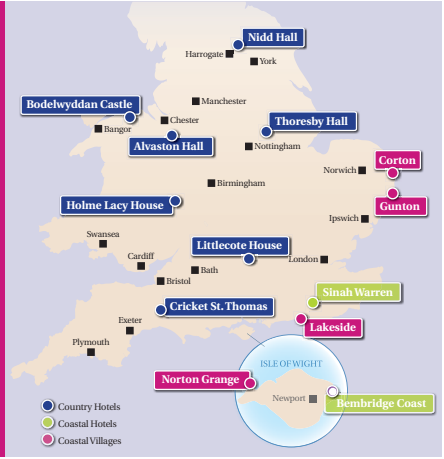 Nidd Hall
Harrogate
York
Bodelwyddan Castle
Manchester
Chester
Thoresby Hall
Bangor
Alvaston Hall
Nottingham
Corton
Norwich
Birmingham
Holme Lacy House
Gunton
Ipswich
Swansea
Littlecote House
Cardiff
London
Bath
Bristol
Sinah Warren
Cricket St. Thomas
Exeter
Lakeside
Plymouth
ISLE OF WIGHT
Norton Grange
Newport
Bembridge Coast
Country Hotels
Coastal Hotels
Coastal Villages